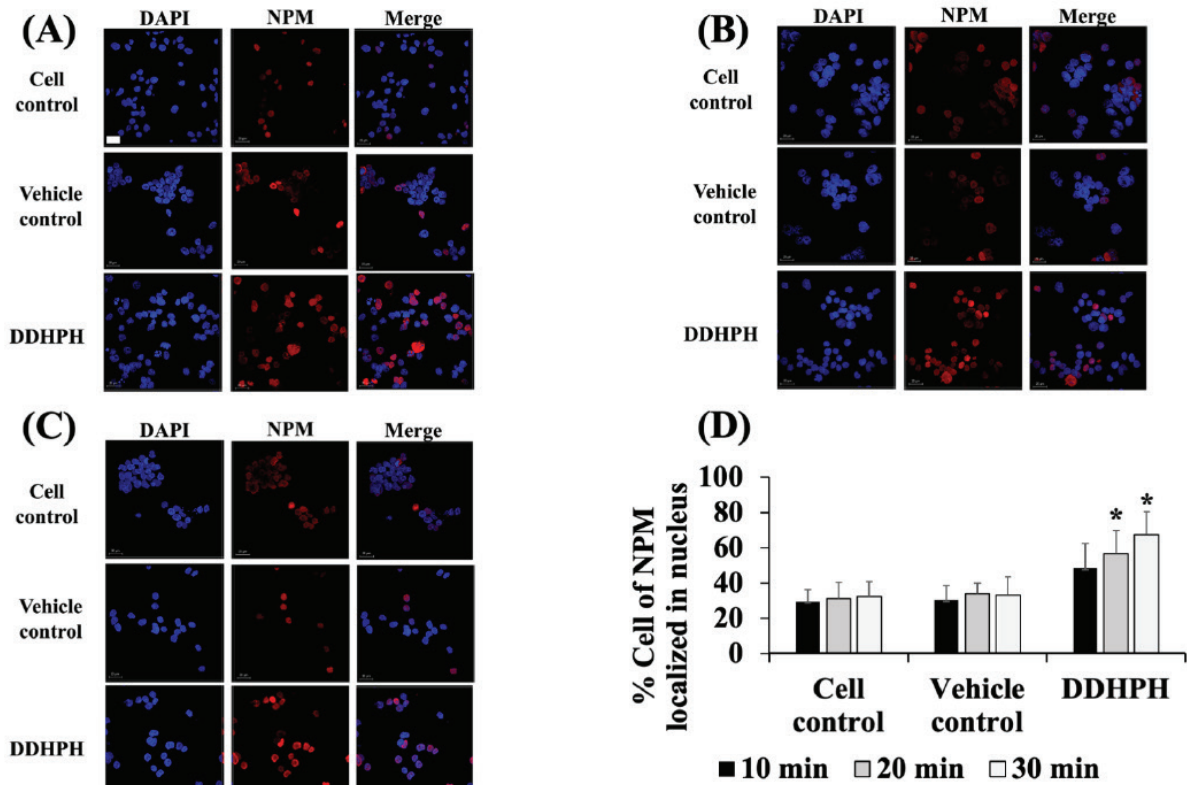 (A)
DAPI NPM Merge
Cell
control
Vehicle
control
DDHPH
(B)
DAPI NPM Merge
Cell
control
Vehicle
control
DDHPH
(C)
DAPI NPM Merge
Cell
control
Vehicle
control
DDHPH
(D)
% Cell of NPM
localized in nucleus
100
80
60
40
20
0
* *
Cell
control
Vehicle
control
DDHPH
10 min 20 min 30 min